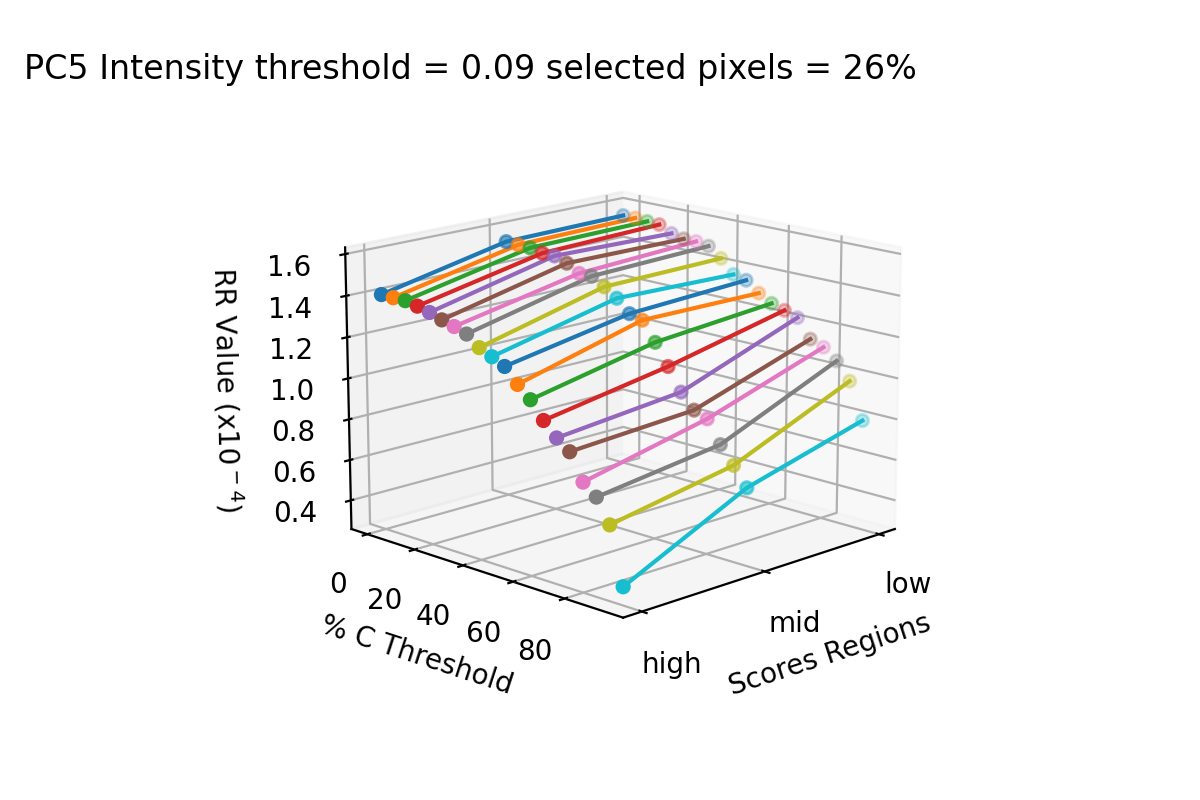 PC5 Intensity threshold = 0.09 selected pixels = 26%
RR Value (x10⁻⁴)
1.6
1.4
1.2
1.0
0.8
0.6
0.4
0
20
40
60
80
% C Threshold
high
mid
low
Scores Regions